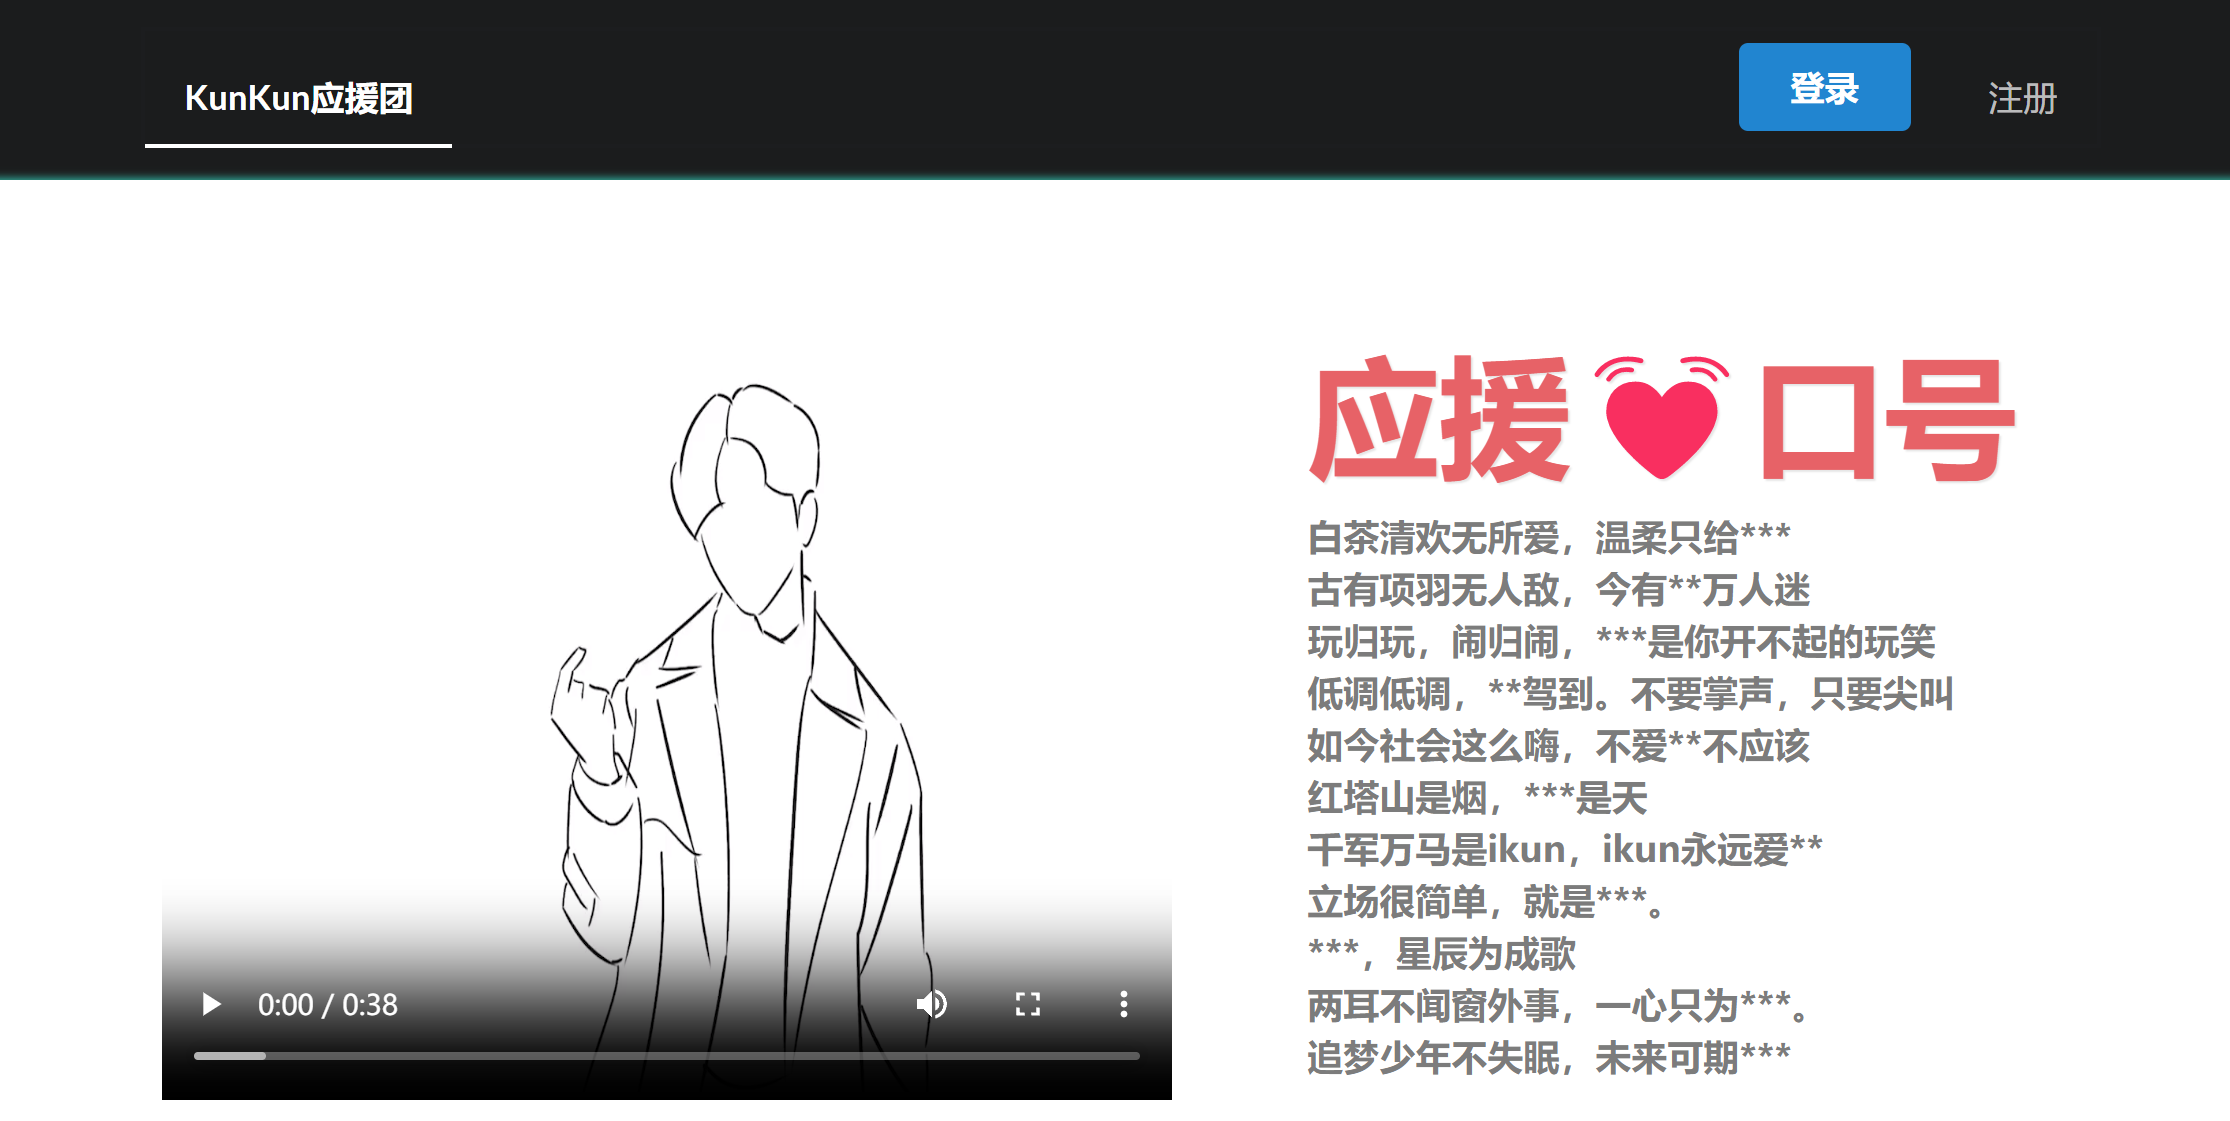 KunKun应援团
登录
注册
应援💓口号
白茶清欢无所爱，温柔只给***
古有项羽无人敌，今有**万人迷
玩归玩，闹归闹，***是你开不起的玩笑
低调低调，**驾到。不要掌声，只要尖叫
如今社会这么嗨，不爱**不应该
红塔山是烟，***是天
千军万马是ikun，ikun永远爱**
立场很简单，就是***。
***，星辰为成歌
两耳不闻窗外事，一心只为***。
追梦少年不失眠，未来可期***
0:00 / 0:38